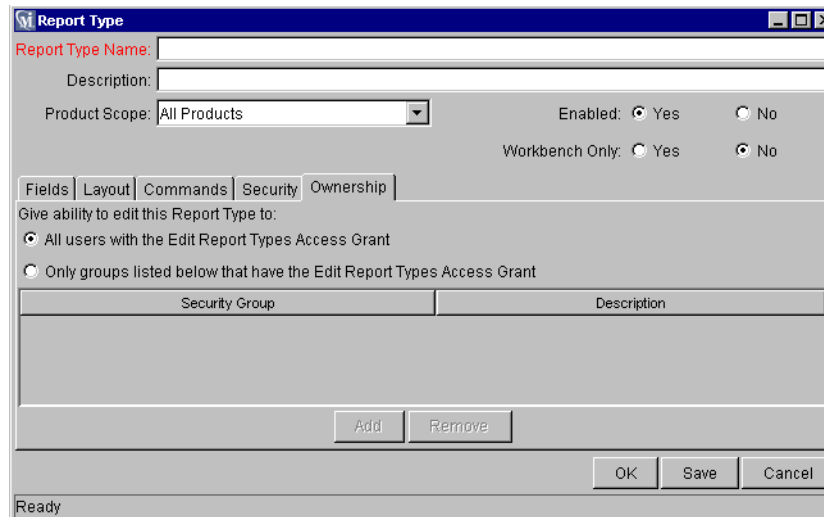 Report Type
Report Type Name:
Description:
Product Scope: All Products Enabled: Yes No
Workbench Only: Yes No
Fields Layout Commands Security Ownership
Give ability to edit this Report Type to:
All users with the Edit Report Types Access Grant
Only groups listed below that have the Edit Report Types Access Grant
Security Group Description
Add Remove
OK Save Cancel
Ready